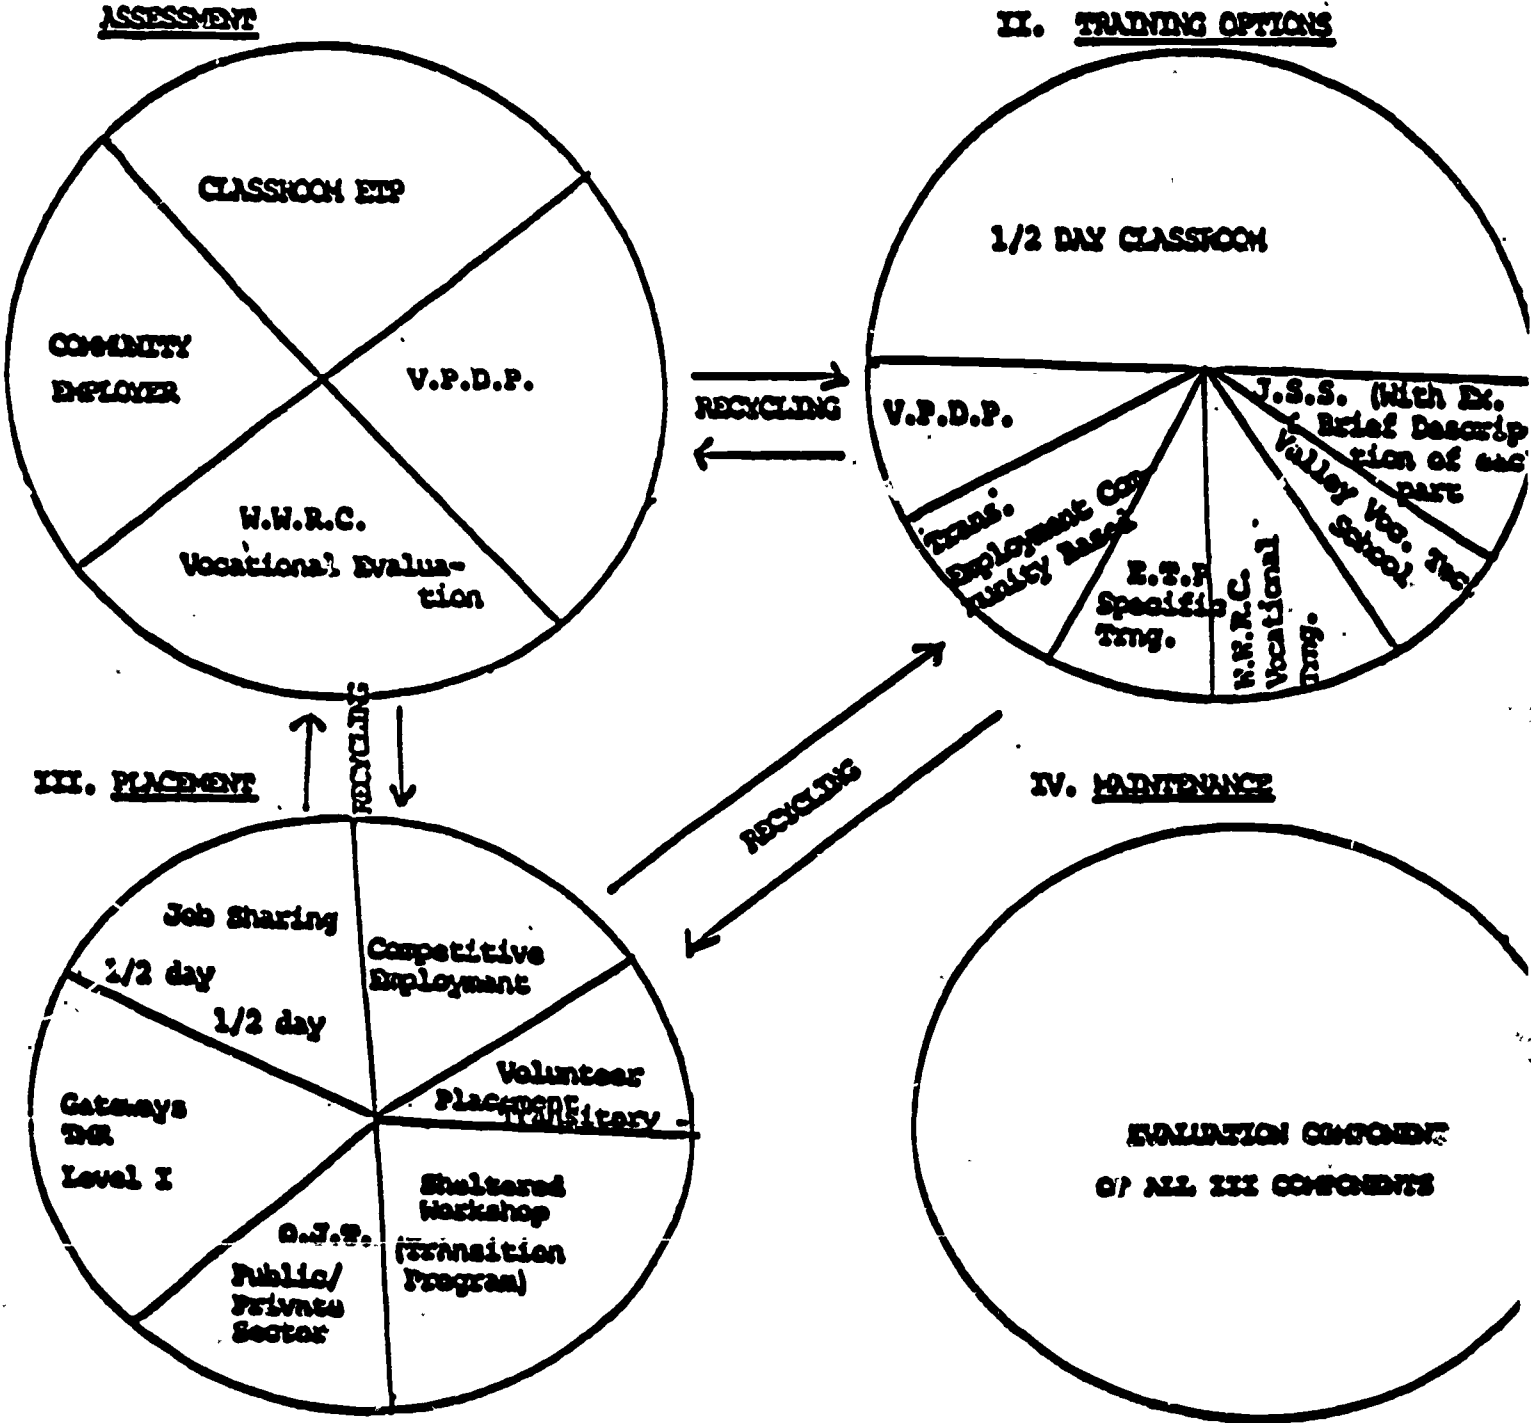 ASSESSMENT
CLASSROOM ETP
COMMUNITY
EMPLOYER
V.P.D.P.
W.W.R.C.
Vocational Evalua-
tion
RECYCLING
II. TRAINING OPTIONS
1/2 DAY CLASSROOM
V.P.D.P.
Trans.
Employment Com
munity Based
E.T.P
Specific
Trng.
W.W.R.C.
Vocational
Trng.
Valley Voc. Tec.
School
J.S.S. (With Ex.
Brief Descrip
tion of eac
part
RECYCLING
RECYCLING
III. PLACEMENT
Job Sharing
1/2 day
1/2 day
Competitive
Employment
Volunteer
Placement
Transitory -
Gateways
TMR
Level I
O.J.T.
Public/
Private
Sector
Sheltered
Workshop
(Transition
Program)
IV. MAINTENANCE
EVALUATION COMPONENT
OF ALL III COMPONENTS